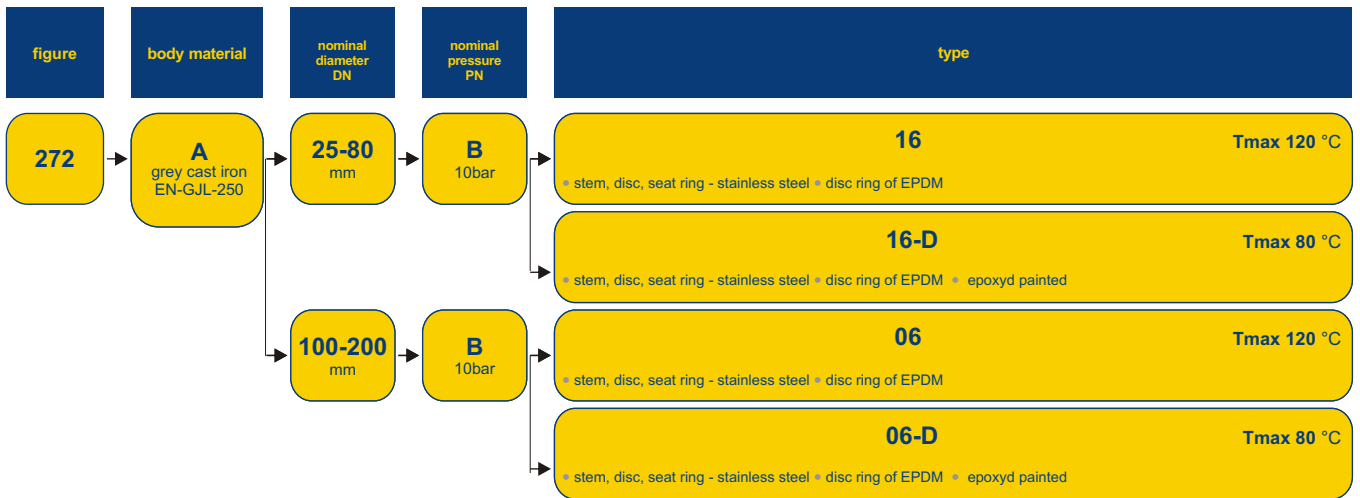 figure
body material
nominal
diameter
DN
nominal
pressure
PN
type
272
A
grey cast iron
EN-GJL-250
25-80
mm
B
10bar
16
Tmax 120 °C
• stem, disc, seat ring - stainless steel • disc ring of EPDM
16-D
Tmax 80 °C
• stem, disc, seat ring - stainless steel • disc ring of EPDM • epoxyd painted
100-200
mm
B
10bar
06
Tmax 120 °C
• stem, disc, seat ring - stainless steel • disc ring of EPDM
06-D
Tmax 80 °C
• stem, disc, seat ring - stainless steel • disc ring of EPDM • epoxyd painted